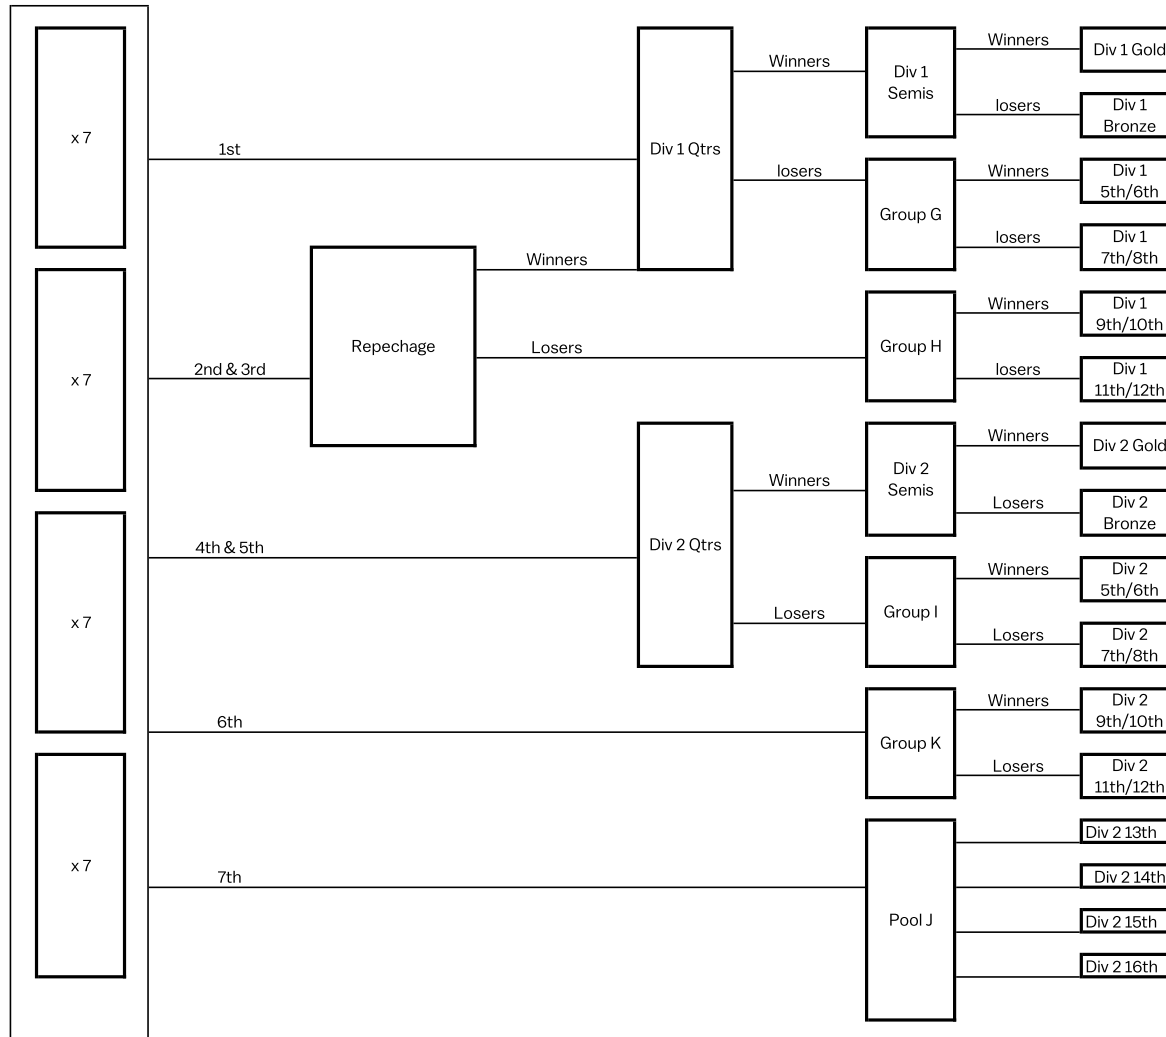 x 7
x 7
x 7
x 7
1st
2nd & 3rd
4th & 5th
6th
7th
Repechage
Winners
Losers
Div 1 Qtrs
Winners
losers
Div 2 Qtrs
Winners
Losers
Div 1
Semis
Winners
losers
Group G
Winners
losers
Group H
Winners
losers
Div 2
Semis
Winners
Losers
Group I
Winners
Losers
Group K
Winners
Losers
Pool J
Div 1 Gold
Div 1
Bronze
Div 1
5th/6th
Div 1
7th/8th
Div 1
9th/10th
Div 1
11th/12th
Div 2 Gold
Div 2
Bronze
Div 2
5th/6th
Div 2
7th/8th
Div 2
9th/10th
Div 2
11th/12th
Div 2 13th
Div 2 14th
Div 2 15th
Div 2 16th